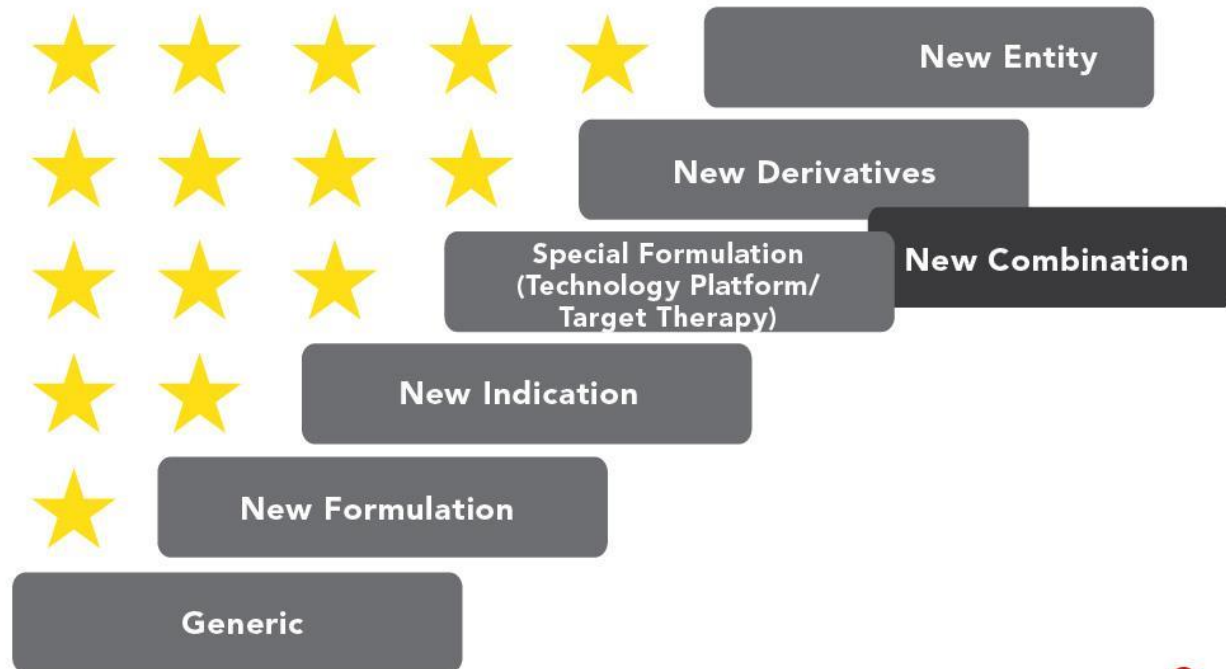 New Entity
New Derivatives
Special Formulation
(Technology Platform/
Target Therapy)
New Combination
New Indication
New Formulation
Generic